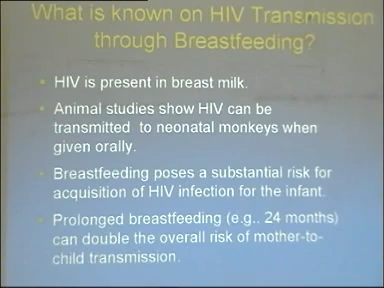 What is known on HIV Transmission
through Breastfeeding?
HIV is present in breast milk.
Animal studies show HIV can be
transmitted to neonatal monkeys when
given orally.
Breastfeeding poses a substantial risk for
acquisition of HIV infection for the infant.
Prolonged breastfeeding (e.g.. 24 months)
can double the overall risk of mother-to-
child transmission.